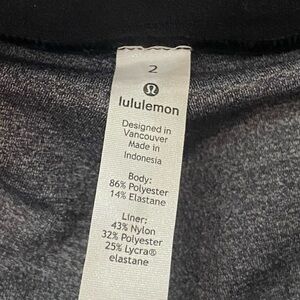 2
lululemon
Designed in
Vancouver
Made in
Indonesia
Body:
86% Polyester
14% Elastane
Liner:
43% Nylon
32% Polyester
25% Lycra®
elastane